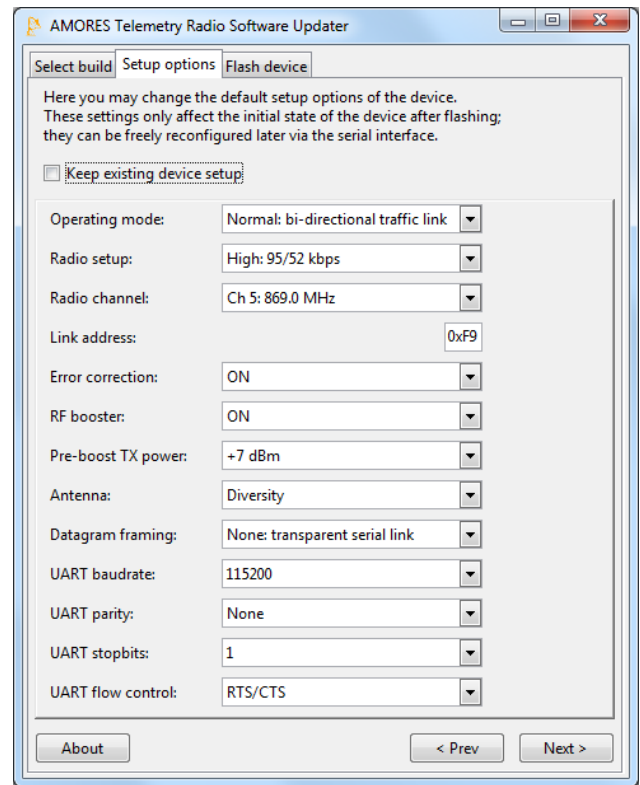 AMORES Telemetry Radio Software Updater
Select build Setup options Flash device
Here you may change the default setup options of the device.
These settings only affect the initial state of the device after flashing;
they can be freely reconfigured later via the serial interface.
Keep existing device setup
Operating mode: Normal: bi-directional traffic link
Radio setup: High: 95/52 kbps
Radio channel: Ch 5: 869.0 MHz
Link address: 0xF9
Error correction: ON
RF booster: ON
Pre-boost TX power: +7 dBm
Antenna: Diversity
Datagram framing: None: transparent serial link
UART baudrate: 115200
UART parity: None
UART stopbits: 1
UART flow control: RTS/CTS
About < Prev Next >